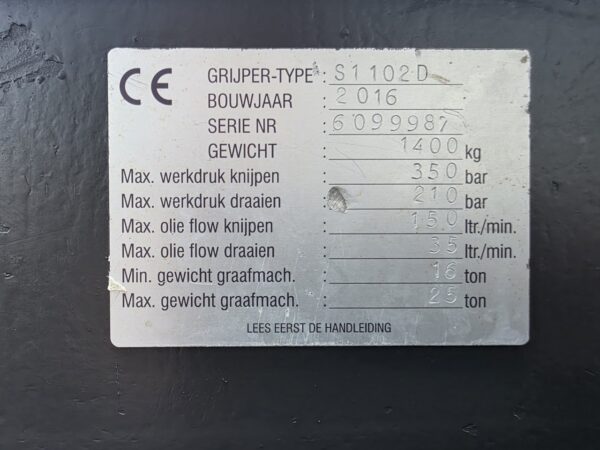 CE GRIJPER-TYPE : S1102D
BOUWJAAR : 2016
SERIE NR : 6099987
GEWICHT : 1400 kg
Max. werkdruk knijpen : 350 bar
Max. werkdruk draaien : 210 bar
Max. olie flow knijpen : 150 ltr./min.
Max. olie flow draaien : 35 ltr./min.
Min. gewicht graafmach. : 16 ton
Max. gewicht graafmach. : 25 ton
LEES EERST DE HANDLEIDING